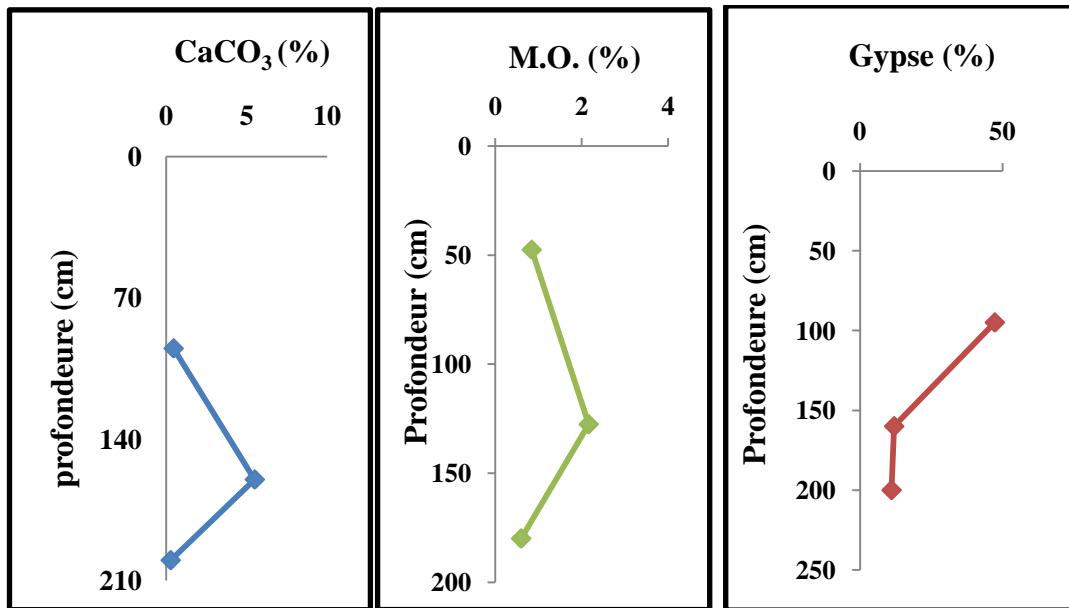 CaCO₃ (%)
0 5 10
0
70
140
210
profondeure (cm)
M.O. (%)
0 2 4
0
50
100
150
200
Profondeur (cm)
Gypse (%)
0 50
0
50
100
150
200
250
Profondeure (cm)